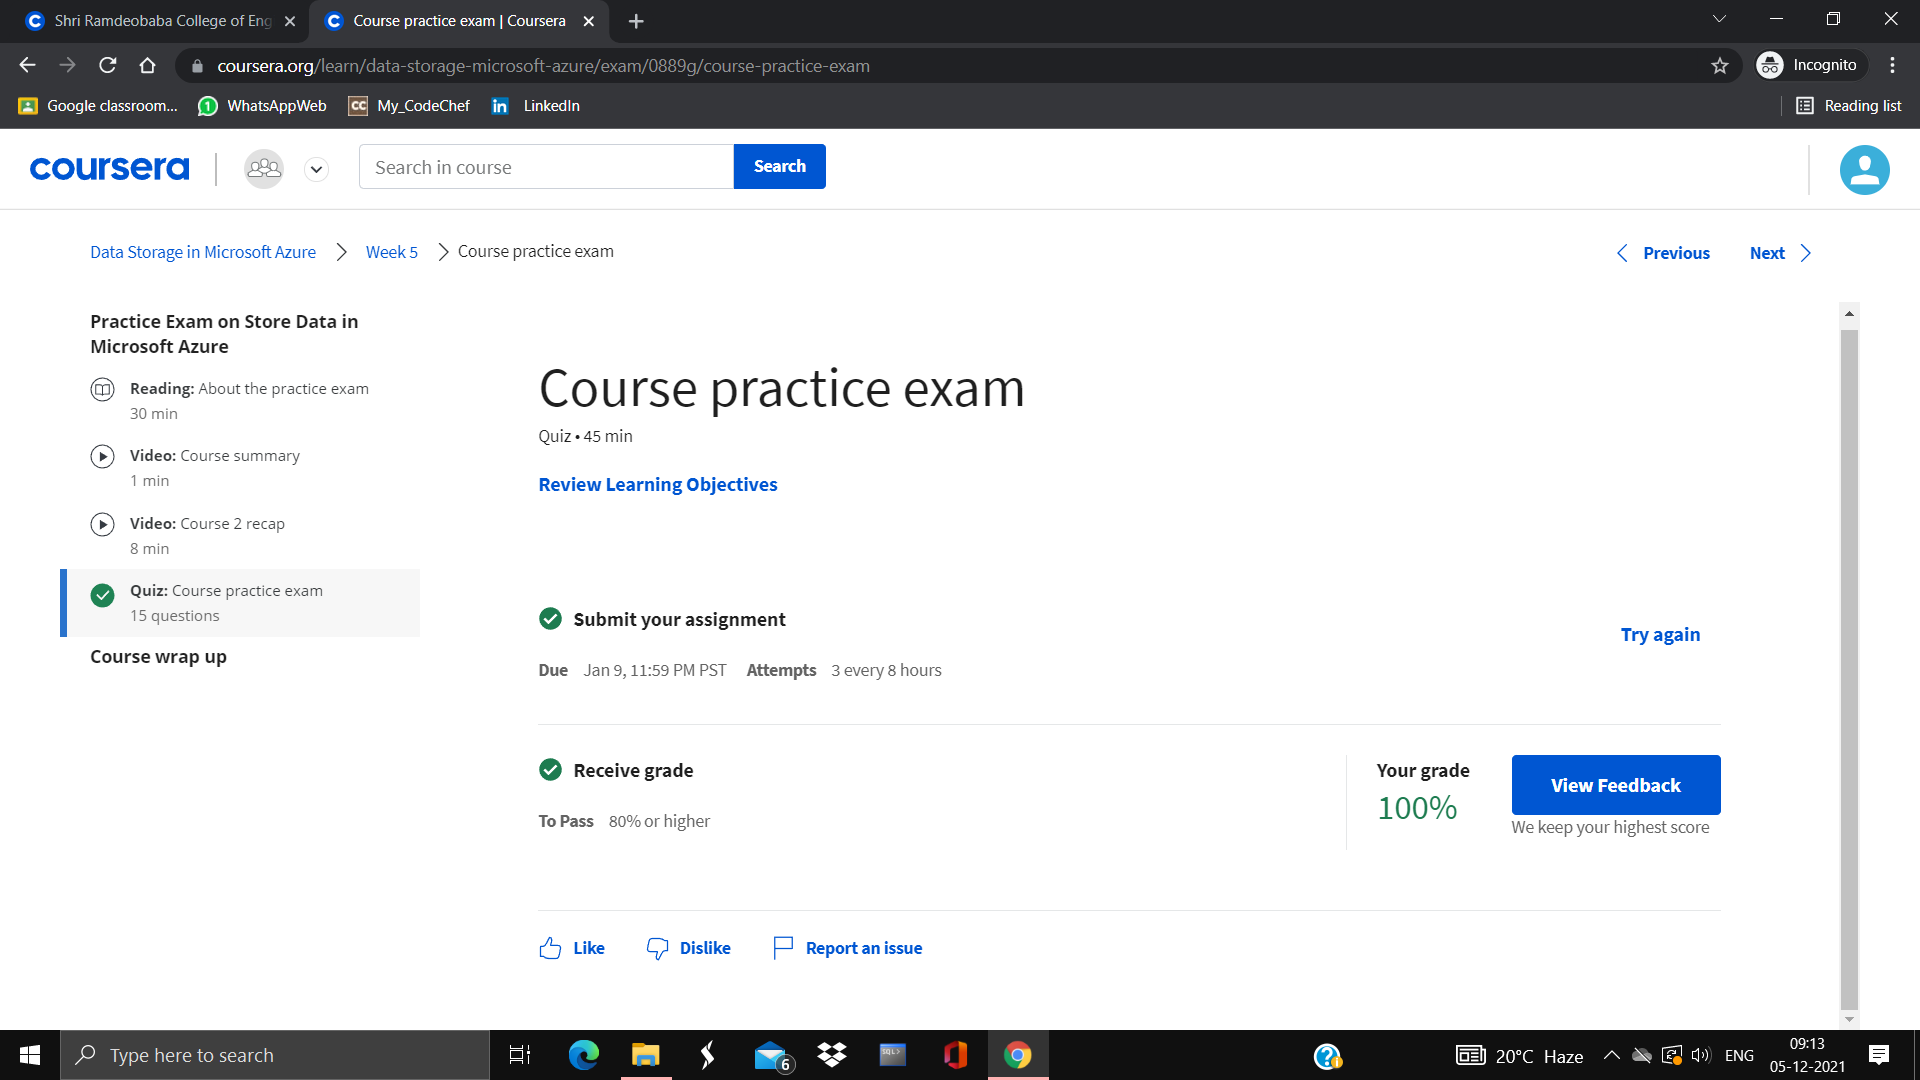 Shri Ramdeobaba College of Eng
Course practice exam | Coursera
coursera.org/learn/data-storage-microsoft-azure/exam/0889g/course-practice-exam
Incognito
Google classroom...
WhatsAppWeb
My_CodeChef
LinkedIn
Reading list
coursera
Search in course
Search
Data Storage in Microsoft Azure
Week 5
Course practice exam
Previous
Next
Practice Exam on Store Data in
Microsoft Azure
Reading: About the practice exam
30 min
Video: Course summary
1 min
Video: Course 2 recap
8 min
Quiz: Course practice exam
15 questions
Course wrap up
Course practice exam
Quiz • 45 min
Review Learning Objectives
Submit your assignment
Try again
Due Jan 9, 11:59 PM PST Attempts 3 every 8 hours
Receive grade
To Pass 80% or higher
Your grade
100%
View Feedback
We keep your highest score
Like
Dislike
Report an issue
Type here to search
6
20°C Haze
ENG
09:13
05-12-2021